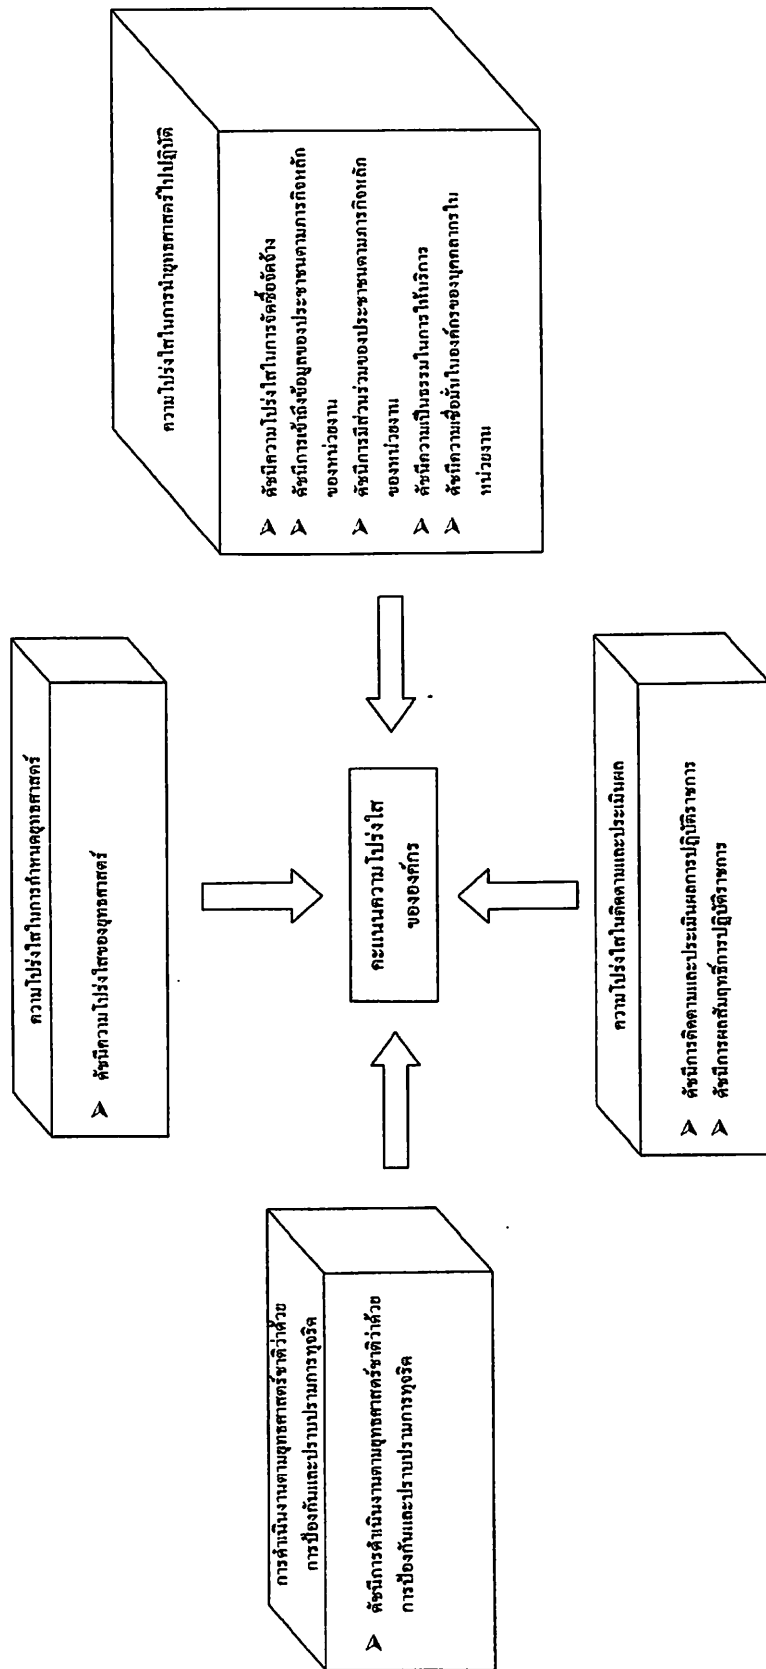 ความโปร่งใสในการกำหนดยุทธศาสตร์
➢ ดัชนีความโปร่งใสของยุทธศาสตร์
การดำเนินงานตามยุทธศาสตร์ชาติว่าด้วย
การป้องกันและปราบปรามการทุจริต
➢ ดัชนีการดำเนินงานตามยุทธศาสตร์ชาติว่าด้วย
การป้องกันและปราบปรามการทุจริต
คะแนนความโปร่งใส
ขององค์กร
ความโปร่งใสในการนำยุทธศาสตร์ไปปฏิบัติ
➢ ดัชนีความโปร่งใสในการจัดซื้อจัดจ้าง
➢ ดัชนีการเข้าถึงข้อมูลของประชาชนตามภารกิจหลัก
ของหน่วยงาน
➢ ดัชนีการมีส่วนร่วมของประชาชนตามภารกิจหลัก
ของหน่วยงาน
➢ ดัชนีความเป็นธรรมในการให้บริการ
➢ ดัชนีความเชื่อมั่นในองค์กรของบุคคลากรใน
หน่วยงาน
ความโปร่งใสในติดตามและประเมินผล
➢ ดัชนีการติดตามและประเมินผลการปฏิบัติราชการ
➢ ดัชนีการผลสัมฤทธิ์การปฏิบัติราชการ